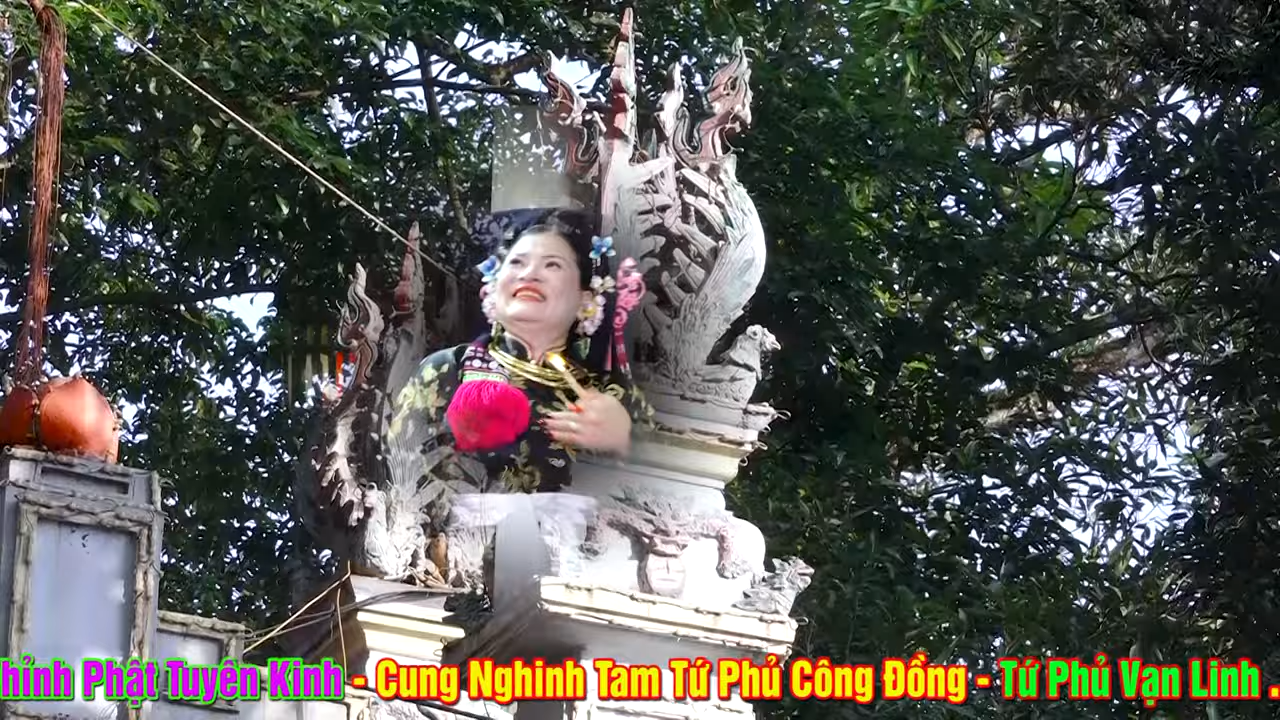 hỉnh Phật Tuyên Kinh - Cung Nghinh Tam Tứ Phủ Công Đồng - Tứ Phủ Vạn Linh .